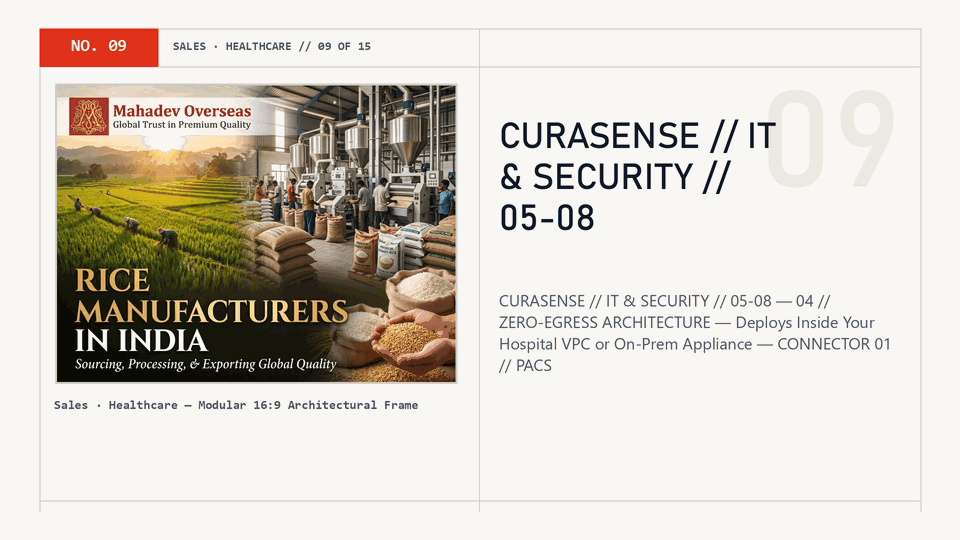 NO. 09
SALES · HEALTHCARE // 09 OF 15
Mahadev Overseas
Global Trust in Premium Quality
RICE
MANUFACTURERS
IN INDIA
Sourcing, Processing, & Exporting Global Quality
Sales · Healthcare — Modular 16:9 Architectural Frame
09
CURASENSE // IT
& SECURITY //
05-08
CURASENSE // IT & SECURITY // 05-08 — 04 //
ZERO-EGRESS ARCHITECTURE — Deploys Inside Your
Hospital VPC or On-Prem Appliance — CONNECTOR 01
// PACS